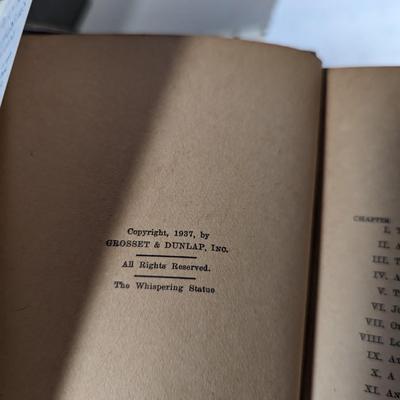 Copyright, 1937, by
GROSSET & DUNLAP, Inc.
All Rights Reserved.
The Whispering Statue
CHAPTER
I.
II.
III.
IV.
V.
VI.
VII.
VIII.
IX.
X. A
XI.